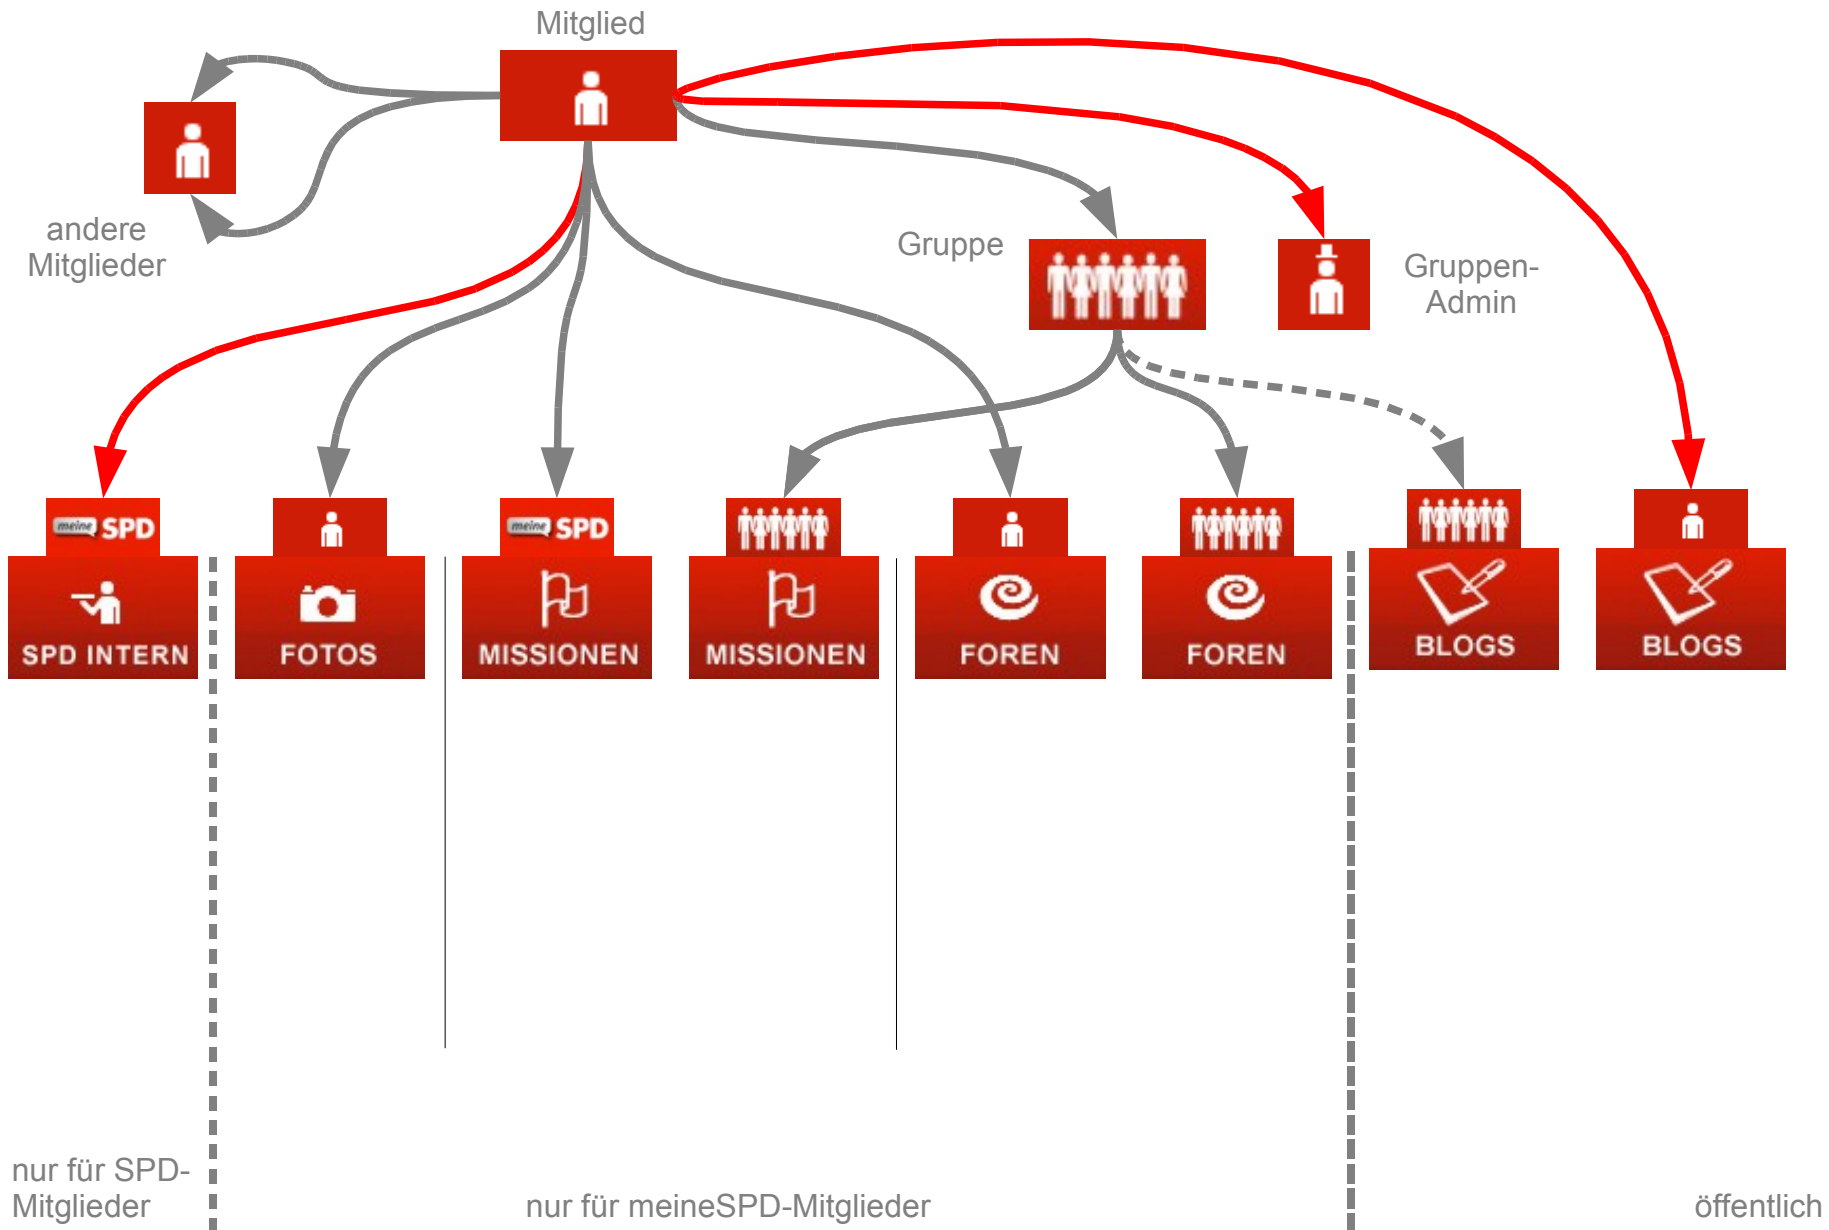 Mitglied
andere
Mitglieder
Gruppe
Gruppen-
Admin
meine SPD
SPD INTERN
FOTOS
meine SPD
MISSIONEN
MISSIONEN
FOREN
FOREN
BLOGS
BLOGS
nur für SPD-
Mitglieder
nur für meineSPD-Mitglieder
öffentlich